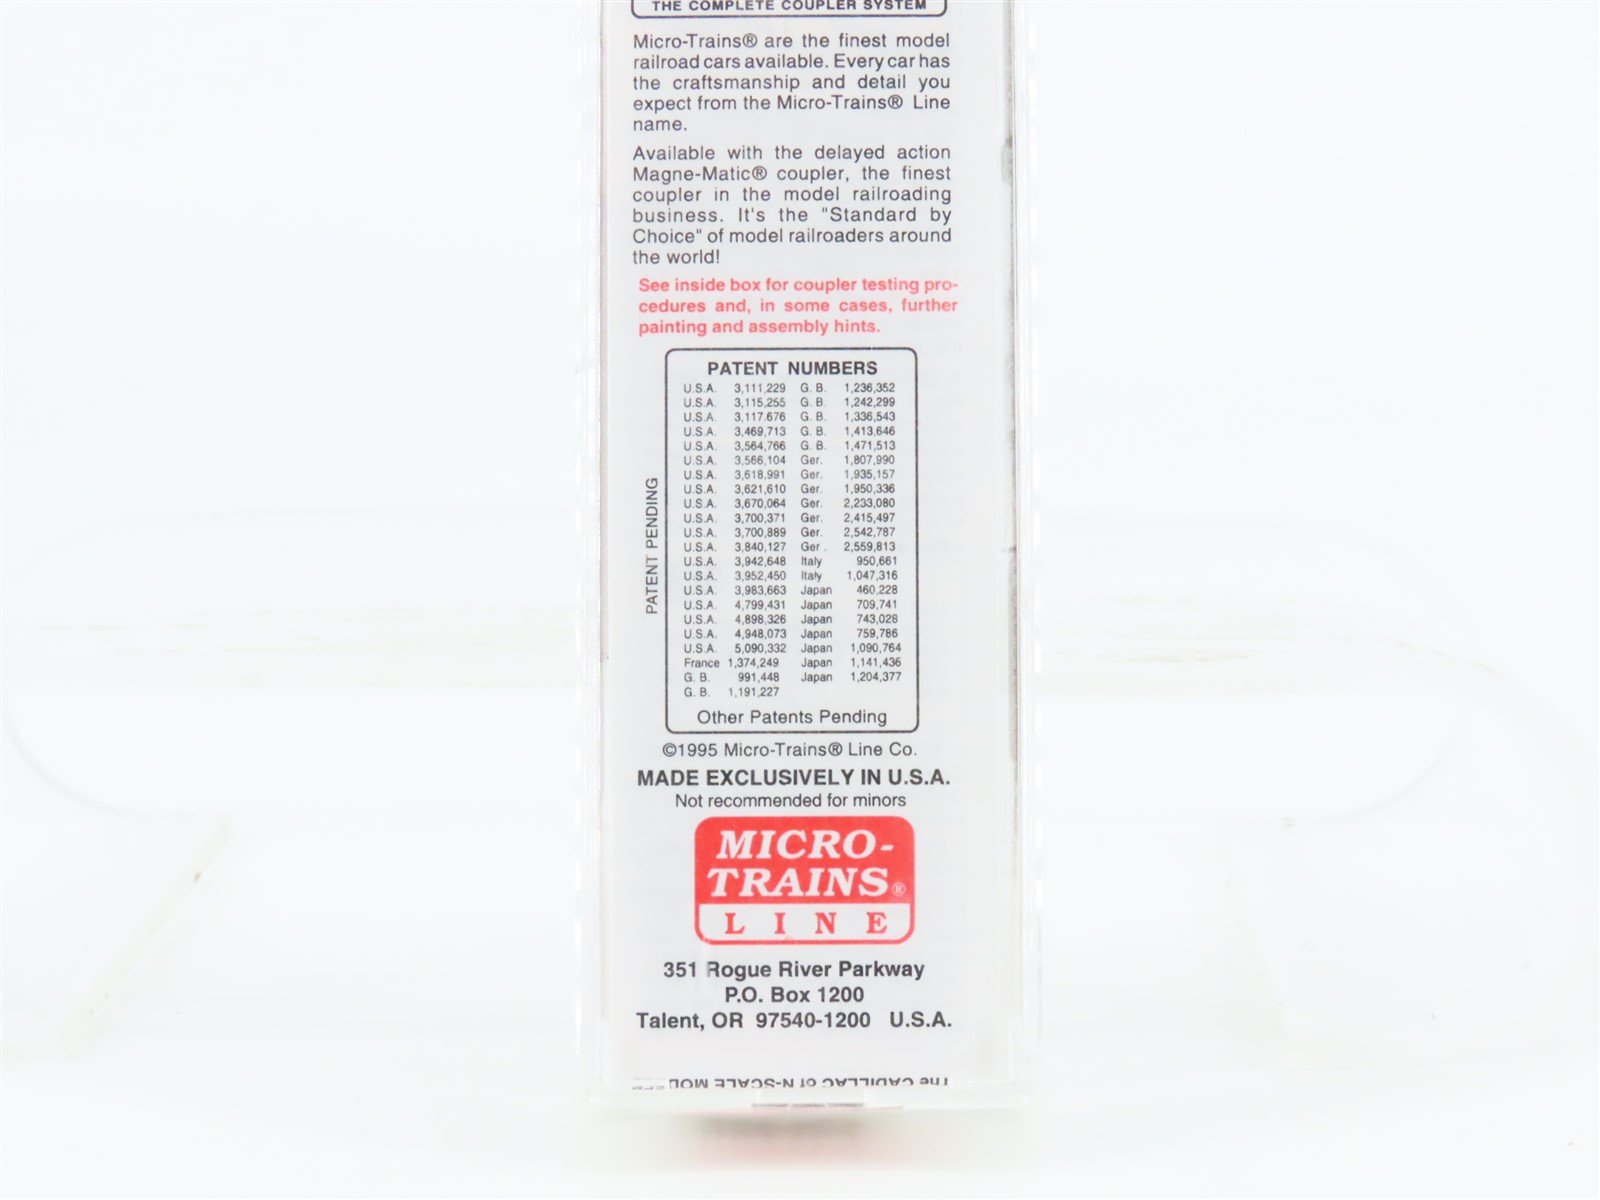 THE COMPLETE COUPLER SYSTEM
Micro-Trains® are the finest model
railroad cars available. Every car has
the craftsmanship and detail you
expect from the Micro-Trains® Line
name.
Available with the delayed action
Magne-Matic® coupler, the finest
coupler in the model railroading
business. It's the "Standard by
Choice" of model railroaders around
the world!
See inside box for coupler testing pro-
cedures and, in some cases, further
painting and assembly hints.
PATENT PENDING
PATENT NUMBERS
U.S.A. 3,111,229 G. B. 1,236,352
U.S.A. 3,115,255 G. B. 1,242,299
U.S.A. 3,117,676 G. B. 1,336,543
U.S.A. 3,469,713 G. B. 1,413,646
U.S.A. 3,564,766 G. B. 1,471,513
U.S.A. 3,566,104 Ger. 1,807,990
U.S.A. 3,618,991 Ger. 1,935,157
U.S.A. 3,621,610 Ger. 1,950,336
U.S.A. 3,670,064 Ger. 2,233,080
U.S.A. 3,700,371 Ger. 2,415,497
U.S.A. 3,700,889 Ger. 2,542,787
U.S.A. 3,840,127 Ger. 2,559,813
U.S.A. 3,942,648 Italy 950,661
U.S.A. 3,952,450 Italy 1,047,316
U.S.A. 3,983,663 Japan 460,228
U.S.A. 4,799,431 Japan 709,741
U.S.A. 4,898,326 Japan 743,028
U.S.A. 4,948,073 Japan 759,786
U.S.A. 5,090,332 Japan 1,090,764
France 1,374,249 Japan 1,141,436
G. B. 991,448 Japan 1,204,377
G. B. 1,191,227
Other Patents Pending
©1995 Micro-Trains® Line Co.
MADE EXCLUSIVELY IN U.S.A.
Not recommended for minors
MICRO-
TRAINS®
LINE
351 Rogue River Parkway
P.O. Box 1200
Talent, OR 97540-1200 U.S.A.
The CADILLAC of N-SCALE